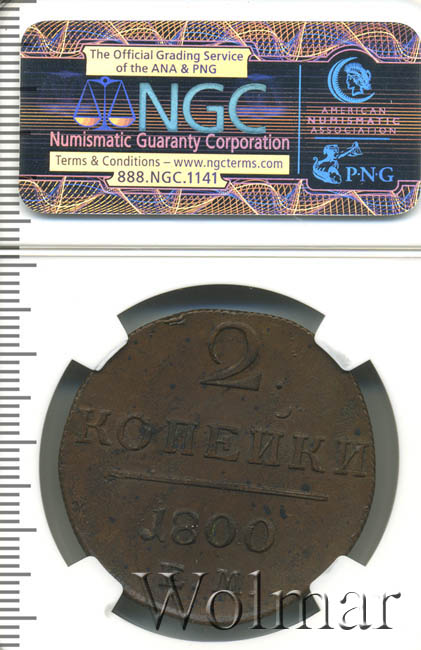 The Official Grading Service
of the ANA & PNG
NGC
Numismatic Guaranty Corporation
Terms & Conditions – www.ngcterms.com
888.NGC.1141
AMERICAN
NUMISMATIC
ASSOCIATION
P·N·G
2
КОПЕЙКИ
1800
Е М
Wolmar